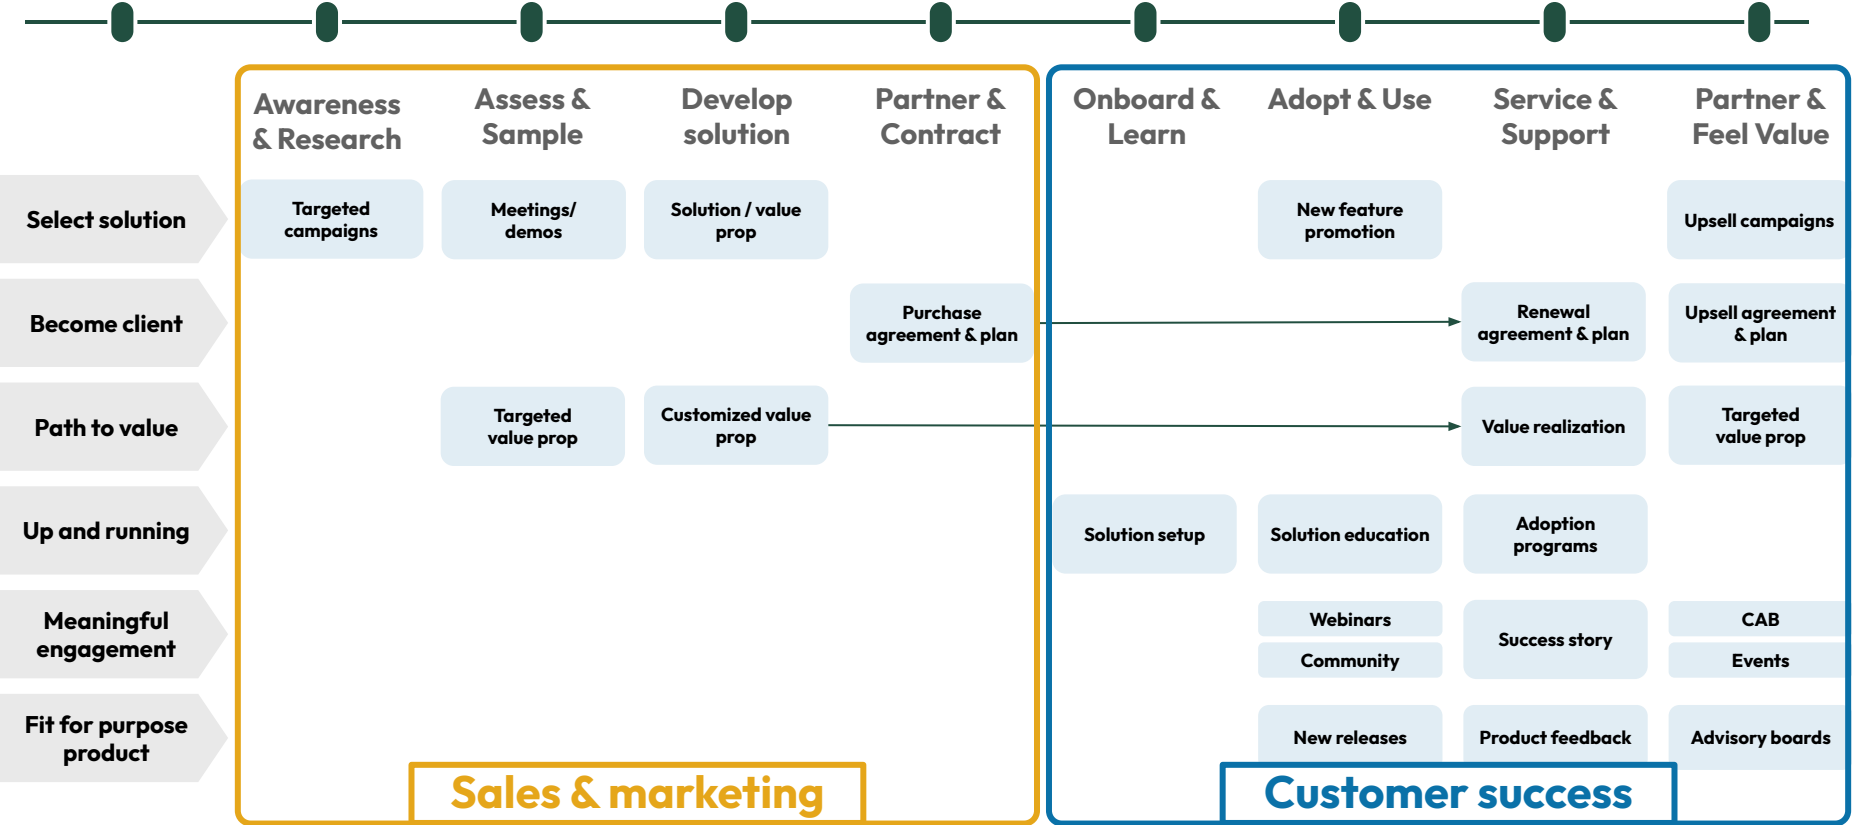 Awareness
& Research
Assess &
Sample
Develop
solution
Partner &
Contract
Onboard &
Learn
Adopt & Use
Service &
Support
Partner &
Feel Value
Select solution
Targeted
campaigns
Meetings/
demos
Solution / value
prop
New feature
promotion
Upsell campaigns
Become client
Purchase
agreement & plan
Renewal
agreement & plan
Upsell agreement
& plan
Path to value
Targeted
value prop
Customized value
prop
Value realization
Targeted
value prop
Up and running
Solution setup
Solution education
Adoption
programs
Meaningful
engagement
Webinars
Community
Success story
CAB
Events
Fit for purpose
product
New releases
Product feedback
Advisory boards
Sales & marketing
Customer success